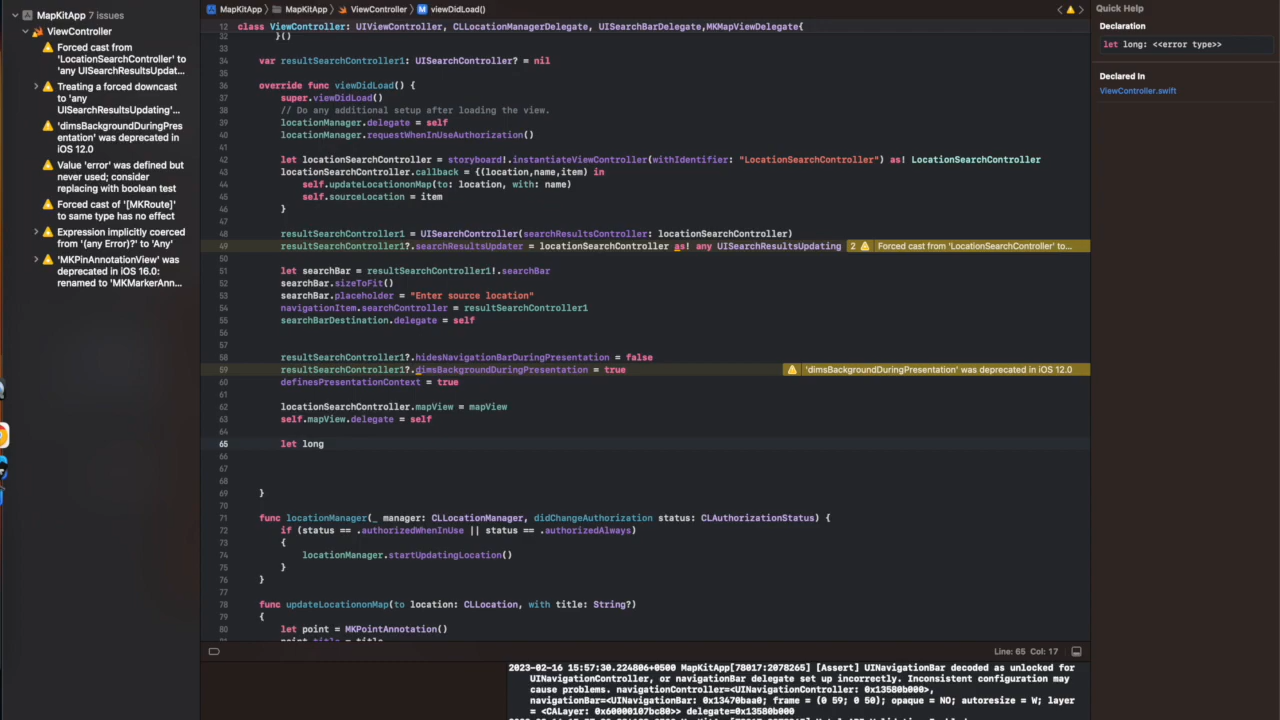 MapKitApp 7 issues
ViewController
Forced cast from
'LocationSearchController' to
'any UISearchResultsUpdat...
Treating a forced downcast
to 'any
UISearchResultsUpdating'...
'dimsBackgroundDuringPres
entation' was deprecated in
iOS 12.0
Value 'error' was defined but
never used; consider
replacing with boolean test
Forced cast of '[MKRoute]'
to same type has no effect
Expression implicitly coerced
from '(any Error)?' to 'Any'
'MKPinAnnotationView' was
deprecated in iOS 16.0:
renamed to 'MKMarkerAnn...
MapKitApp > MapKitApp > ViewController > M viewDidLoad()
12 class ViewController: UIViewController, CLLocationManagerDelegate, UISearchBarDelegate,MKMapViewDelegate{
32 }()
33
34 var resultSearchController1: UISearchController? = nil
35
36 override func viewDidLoad() {
37 super.viewDidLoad()
38 // Do any additional setup after loading the view.
39 locationManager.delegate = self
40 locationManager.requestWhenInUseAuthorization()
41
42 let locationSearchController = storyboard!.instantiateViewController(withIdentifier: "LocationSearchController") as! LocationSearchController
43 locationSearchController.callback = {(location,name,item) in
44 self.updateLocationonMap(to: location, with: name)
45 self.sourceLocation = item
46 }
47
48 resultSearchController1 = UISearchController(searchResultsController: locationSearchController)
49 resultSearchController1?.searchResultsUpdater = locationSearchController as! any UISearchResultsUpdating 2 Forced cast from 'LocationSearchController' to...
50
51 let searchBar = resultSearchController1!.searchBar
52 searchBar.sizeToFit()
53 searchBar.placeholder = "Enter source location"
54 navigationItem.searchController = resultSearchController1
55 searchBarDestination.delegate = self
56
57
58 resultSearchController1?.hidesNavigationBarDuringPresentation = false
59 resultSearchController1?.dimsBackgroundDuringPresentation = true 'dimsBackgroundDuringPresentation' was deprecated in iOS 12.0
60 definesPresentationContext = true
61
62 locationSearchController.mapView = mapView
63 self.mapView.delegate = self
64
65 let long
66
67
68
69 }
70
71 func locationManager(_ manager: CLLocationManager, didChangeAuthorization status: CLAuthorizationStatus) {
72 if (status == .authorizedWhenInUse || status == .authorizedAlways)
73 {
74 locationManager.startUpdatingLocation()
75 }
76 }
77
78 func updateLocationonMap(to location: CLLocation, with title: String?)
79 {
80 let point = MKPointAnnotation()
81 point.title = title
Line: 65 Col: 17
2023-02-16 15:57:30.224806+0500 MapKitApp[78017:2078265] [Assert] UINavigationBar decoded as unlocked for
UINavigationController, or navigationBar delegate set up incorrectly. Inconsistent configuration may
cause problems. navigationController=<UINavigationController: 0x13580b000>,
navigationBar=<UINavigationBar: 0x13470baa0; frame = (0 59; 0 50); opaque = NO; autoresize = W; layer
= <CALayer: 0x60000107bc80>> delegate=0x13580b000
Quick Help
Declaration
let long: <<error type>>
Declared In
ViewController.swift